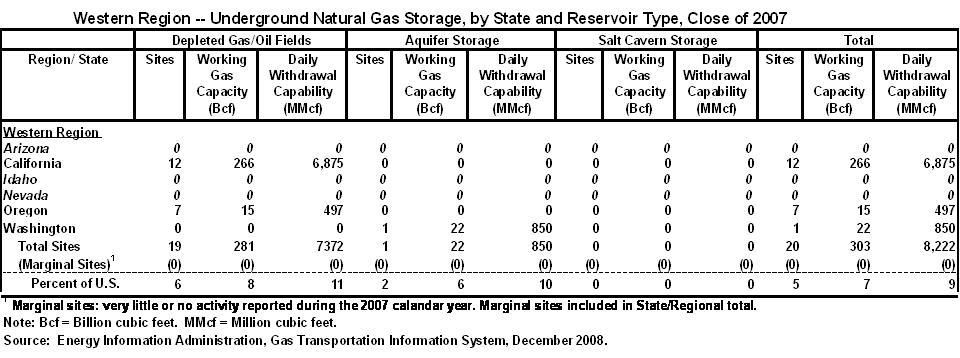 Western Region -- Underground Natural Gas Storage, by State and Reservoir Type, Close of 2007
Depleted Gas/Oil Fields Aquifer Storage Salt Cavern Storage Total
Region/ State Sites Working Gas Capacity (Bcf) Daily Withdrawal Capability (MMcf) Sites Working Gas Capacity (Bcf) Daily Withdrawal Capability (MMcf) Sites Working Gas Capacity (Bcf) Daily Withdrawal Capability (MMcf) Sites Working Gas Capacity (Bcf) Daily Withdrawal Capability (MMcf)
Western Region
Arizona 0 0 0 0 0 0 0 0 0 0 0 0
California 12 266 6,875 0 0 0 0 0 0 12 266 6,875
Idaho 0 0 0 0 0 0 0 0 0 0 0 0
Nevada 0 0 0 0 0 0 0 0 0 0 0 0
Oregon 7 15 497 0 0 0 0 0 0 7 15 497
Washington 0 0 0 1 22 850 0 0 0 1 22 850
Total Sites 19 281 7372 1 22 850 0 0 0 20 303 8,222
(Marginal Sites)1 (0) (0) (0) (0) (0) (0) (0) (0) (0) (0) (0) (0)
Percent of U.S. 6 8 11 2 6 10 0 0 0 5 7 9
1 Marginal sites: very little or no activity reported during the 2007 calandar year. Marginal sites included in State/Regional total.
Note: Bcf = Billion cubic feet. MMcf = Million cubic feet.
Source: Energy Information Administration, Gas Transportation Information System, December 2008.